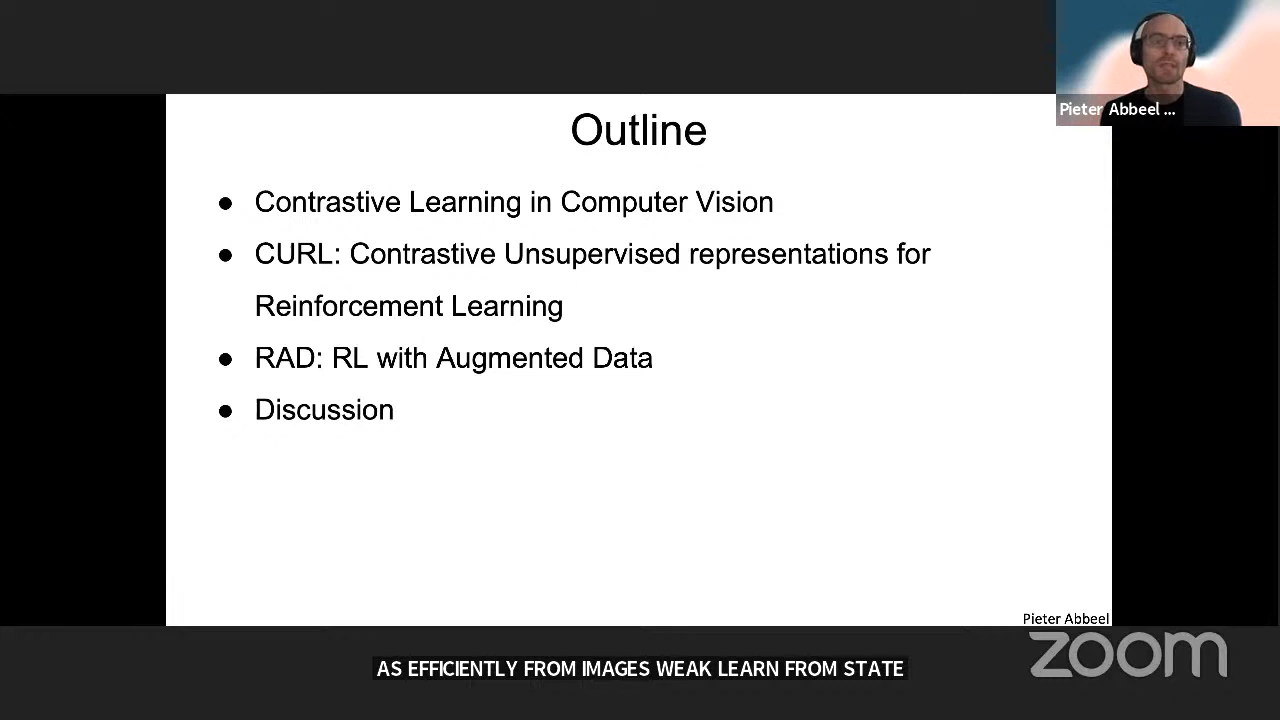 Pieter Abbeel ...
Outline
● Contrastive Learning in Computer Vision
● CURL: Contrastive Unsupervised representations for
Reinforcement Learning
● RAD: RL with Augmented Data
● Discussion
Pieter Abbeel
zoom
AS EFFICIENTLY FROM IMAGES WEAK LEARN FROM STATE